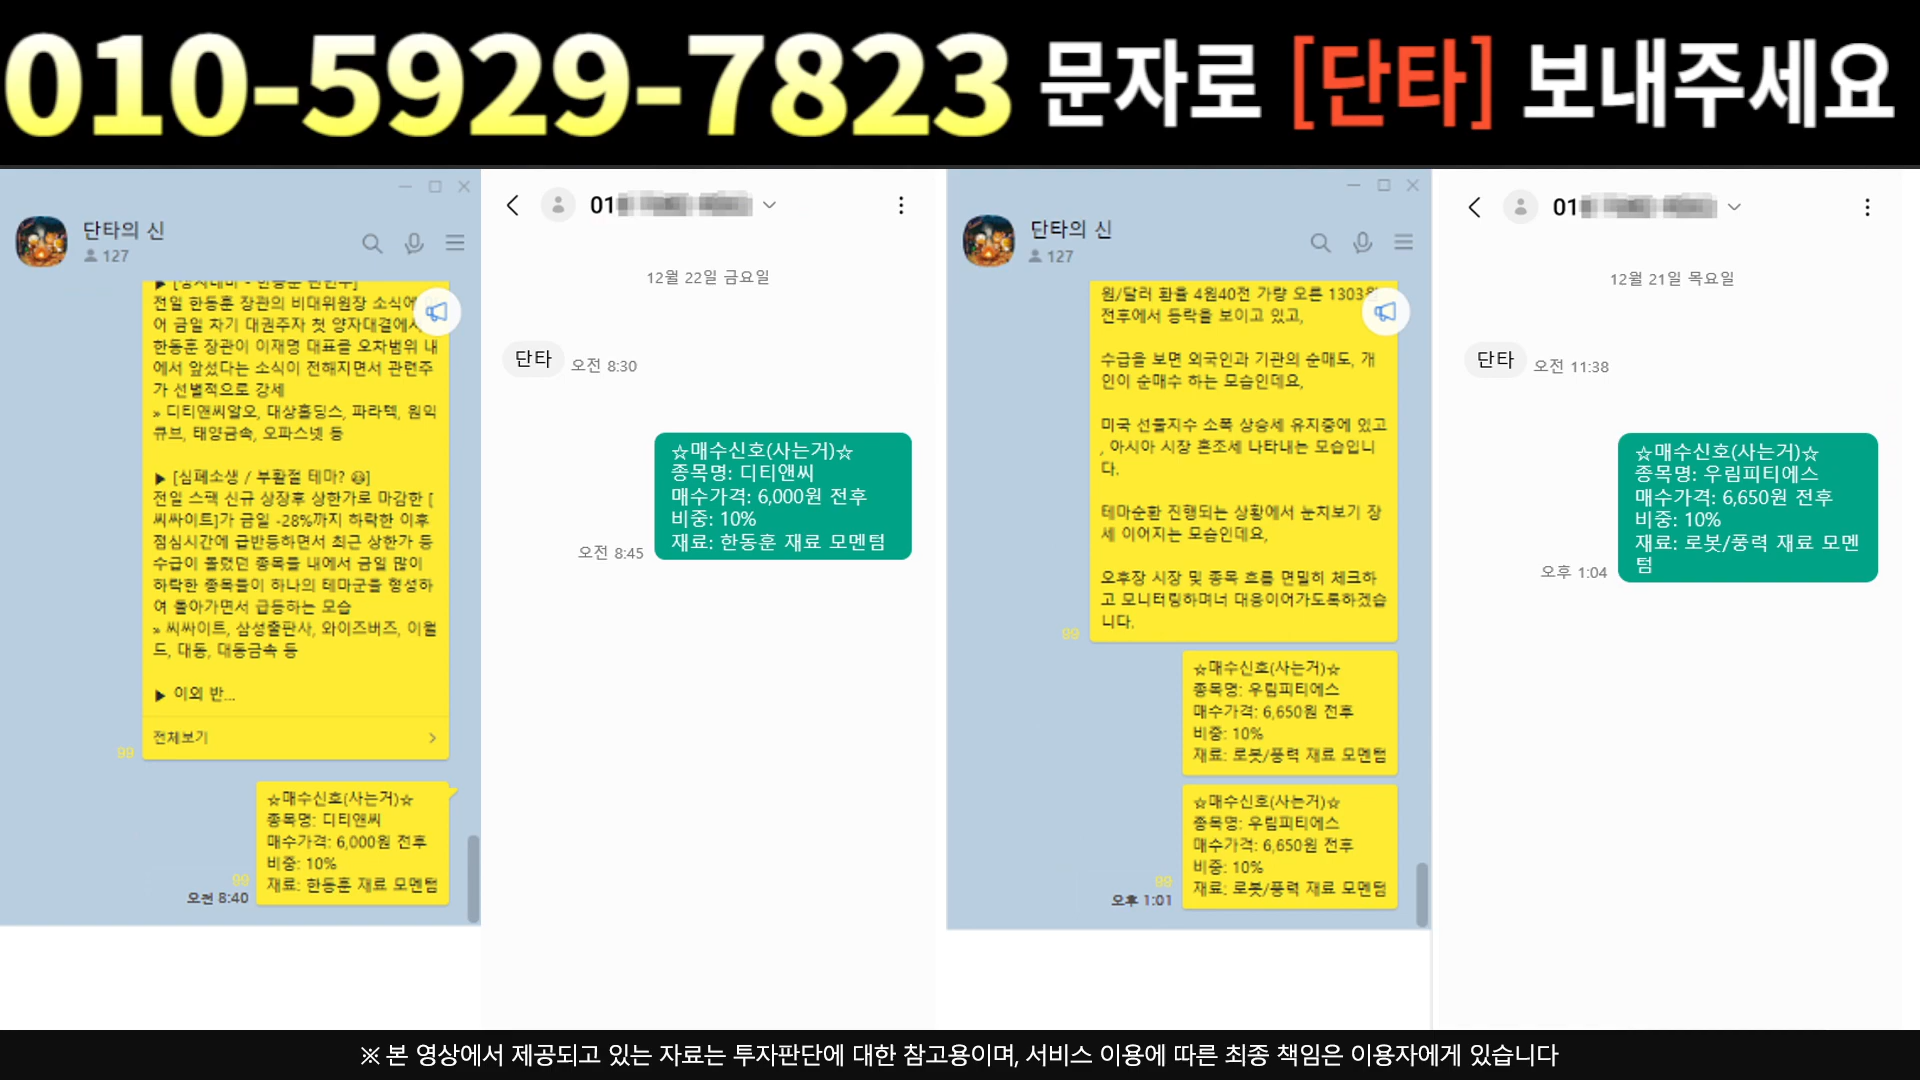 010-5929-7823 문자로 [단타] 보내주세요
단타의 신
127
전일 한동훈 장관의 비대위원장 소식에
어 금일 차기 대권주자 첫 양자대결에서
한동훈 장관이 이재명 대표를 오차범위 내
에서 앞섰다는 소식이 전해지면서 관련주
가 선별적으로 강세
» 디티앤씨알오, 대상홀딩스, 파라텍, 원익
큐브, 태양금속, 오파스넷 등
▶ [심폐소생 / 부활절 테마? 😂]
전일 스팩 신규 상장후 상한가로 마감한 [
씨싸이트]가 금일 -28%까지 하락한 이후
점심시간에 급반등하면서 최근 상한가 등
수급이 몰렸던 종목들 내에서 금일 많이
하락한 종목들이 하나의 테마군을 형성하
여 돌아가면서 급등하는 모습
» 씨싸이트, 삼성출판사, 와이즈버즈, 이월
드, 대동, 대동금속 등
▶ 이외 반...
전체보기
99
☆매수신호(사는거)☆
종목명: 디티앤씨
매수가격: 6,000원 전후
비중: 10%
재료: 한동훈 재료 모멘텀
99
오전 8:40
01
12월 22일 금요일
단타
오전 8:30
☆매수신호(사는거)☆
종목명: 디티앤씨
매수가격: 6,000원 전후
비중: 10%
재료: 한동훈 재료 모멘텀
오전 8:45
단타의 신
127
원/달러 환율 4원40전 가량 오른 1303원
전후에서 등락을 보이고 있고,
수급을 보면 외국인과 기관의 순매도, 개
인이 순매수 하는 모습인데요,
미국 선물지수 소폭 상승세 유지중에 있고
, 아시아 시장 혼조세 나타내는 모습입니
다.
테마순환 진행되는 상황에서 눈치보기 장
세 이어지는 모습인데요,
오후장 시장 및 종목 흐름 면밀히 체크하
고 모니터링하며너 대응이어가도록하겠습
니다.
99
☆매수신호(사는거)☆
종목명: 우림피티에스
매수가격: 6,650원 전후
비중: 10%
재료: 로봇/풍력 재료 모멘텀
☆매수신호(사는거)☆
종목명: 우림피티에스
매수가격: 6,650원 전후
비중: 10%
재료: 로봇/풍력 재료 모멘텀
99
오후 1:01
01
12월 21일 목요일
단타
오전 11:38
☆매수신호(사는거)☆
종목명: 우림피티에스
매수가격: 6,650원 전후
비중: 10%
재료: 로봇/풍력 재료 모멘
텀
오후 1:04
※ 본 영상에서 제공되고 있는 자료는 투자판단에 대한 참고용이며, 서비스 이용에 따른 최종 책임은 이용자에게 있습니다